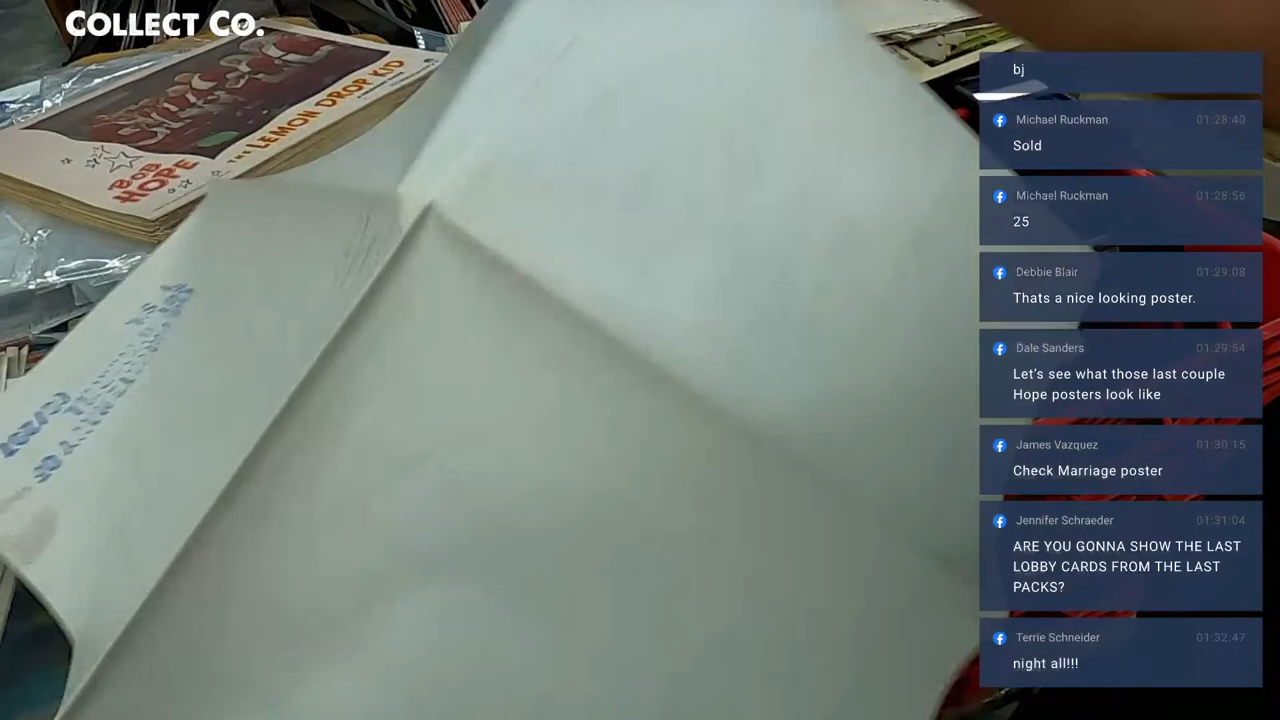 COLLECT CO.
BOB
HOPE
THE LEMON DROP KID
bj
Michael Ruckman 01:28:40
Sold
Michael Ruckman 01:28:56
25
Debbie Blair 01:29:08
Thats a nice looking poster.
Dale Sanders 01:29:54
Let's see what those last couple
Hope posters look like
James Vazquez 01:30:15
Check Marriage poster
Jennifer Schraeder 01:31:04
ARE YOU GONNA SHOW THE LAST
LOBBY CARDS FROM THE LAST
PACKS?
Terrie Schneider 01:32:47
night all!!!